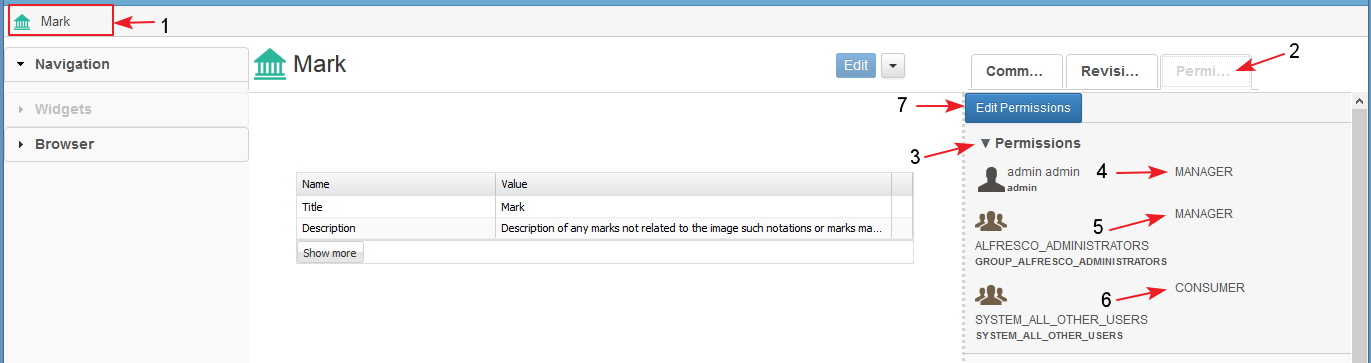 Mark
1
Navigation
Widgets
Browser
Mark
Edit
Comm...
Revisi...
Permi...
2
7
Edit Permissions
3
Permissions
admin admin
admin
4
MANAGER
MANAGER
5
ALFRESCO_ADMINISTRATORS
GROUP_ALFRESCO_ADMINISTRATORS
CONSUMER
6
SYSTEM_ALL_OTHER_USERS
SYSTEM_ALL_OTHER_USERS
Name Value
Title Mark
Description Description of any marks not related to the image such notations or marks ma...
Show more